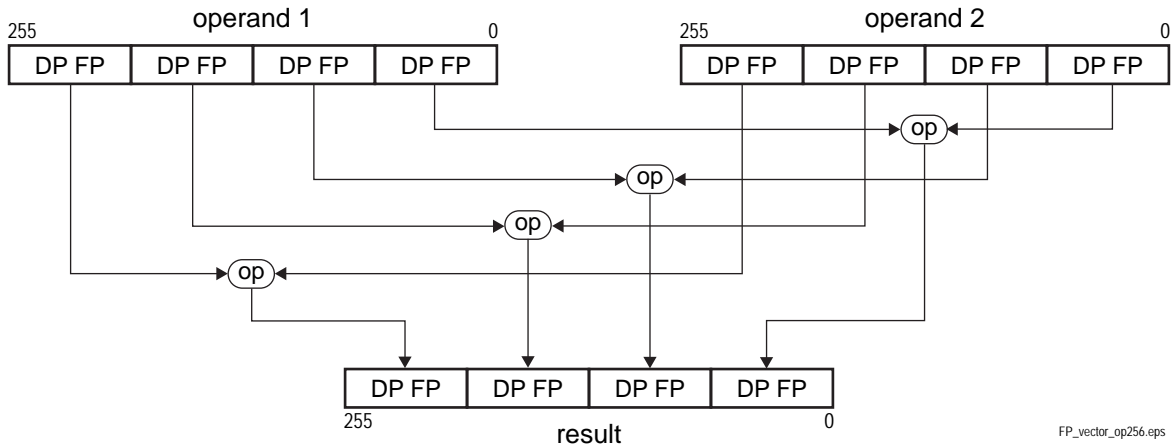 operand 1
operand 2
255 0
255 0
DP FP DP FP DP FP DP FP
DP FP DP FP DP FP DP FP
op
op
op
op
DP FP DP FP DP FP DP FP
255 0
result
FP_vector_op256.eps